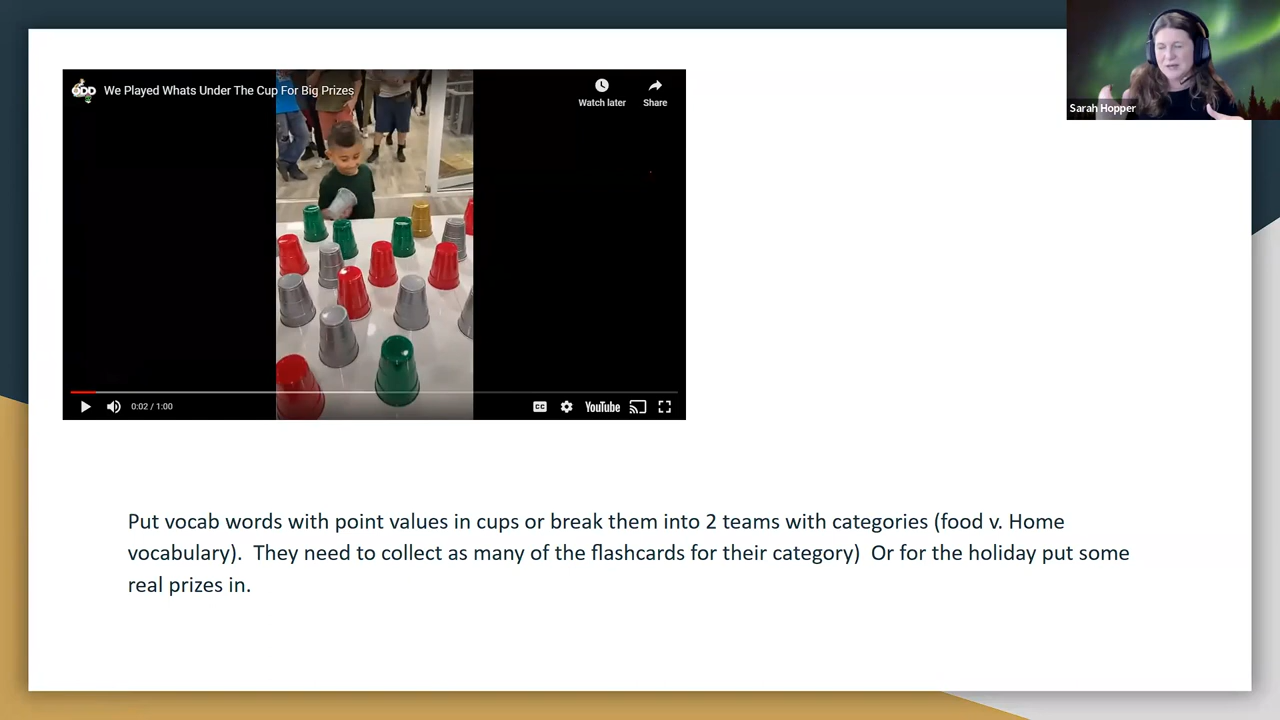 ODD
We Played Whats Under The Cup For Big Prizes
Watch later
Share
Sarah Hopper
0:02 / 1:00
CC
YouTube
Put vocab words with point values in cups or break them into 2 teams with categories (food v. Home
vocabulary).  They need to collect as many of the flashcards for their category)  Or for the holiday put some
real prizes in.